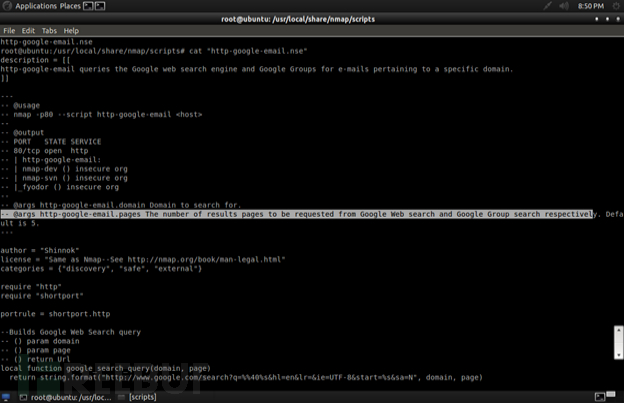 Applications Places 8:50 PM
root@ubuntu: /usr/local/share/nmap/scripts
File Edit Tabs Help
http-google-email.nse
root@ubuntu:/usr/local/share/nmap/scripts# cat "http-google-email.nse"
description = [[
http-google-email queries the Google web search engine and Google Groups for e-mails pertaining to a specific domain.
]]
---
-- @usage
-- nmap -p80 --script http-google-email <host>
--
-- @output
-- PORT   STATE SERVICE
-- 80/tcp open  http
-- | http-google-email:
-- | nmap-dev () insecure org
-- | nmap-svn () insecure org
-- |_fyodor () insecure org
--
-- @args http-google-email.domain Domain to search for.
-- @args http-google-email.pages The number of results pages to be requested from Google Web search and Google Group search respectively. Defa
ult is 5.
---
author = "Shinnok"
license = "Same as Nmap--See http://nmap.org/book/man-legal.html"
categories = {"discovery", "safe", "external"}
require "http"
require "shortport"
portrule = shortport.http
--Builds Google Web Search query
-- () param domain
-- () param page
-- () return Url
local function google_search_query(domain, page)
  return string.format("http://www.google.com/search?q=%%40%s&hl=en&lr=&ie=UTF-8&start=%s&sa=N", domain, page)
REEBUF
root@ubuntu: /usr/loc... [scripts]